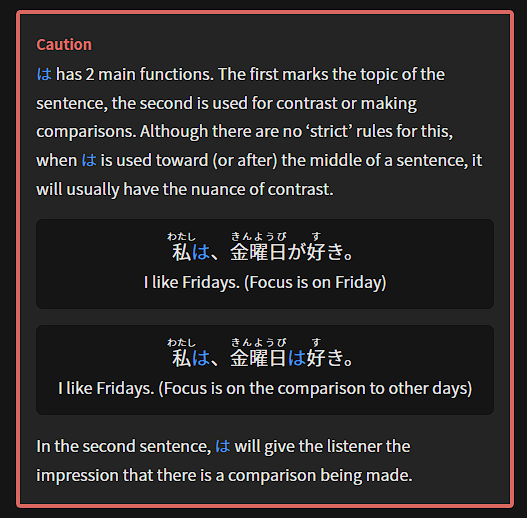 Caution
は has 2 main functions. The first marks the topic of the
sentence, the second is used for contrast or making
comparisons. Although there are no ‘strict’ rules for this,
when は is used toward (or after) the middle of a sentence, it
will usually have the nuance of contrast.
わたし きんようび す
私は、金曜日が好き。
I like Fridays. (Focus is on Friday)
わたし きんようび す
私は、金曜日は好き。
I like Fridays. (Focus is on the comparison to other days)
In the second sentence, は will give the listener the
impression that there is a comparison being made.